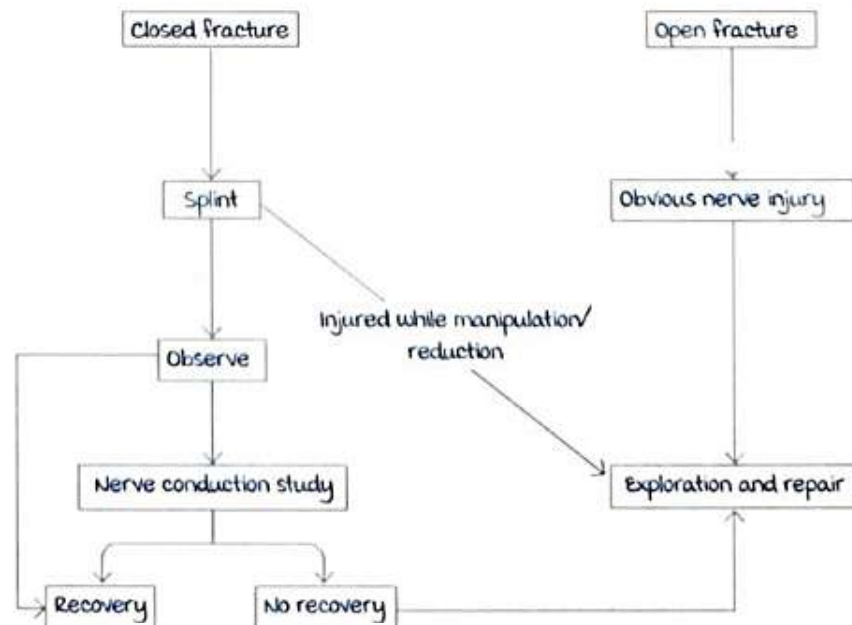 Closed fracture
Open fracture
Splint
Obvious nerve injury
Injured while manipulation/
reduction
Observe
Nerve conduction study
Exploration and repair
Recovery
No recovery